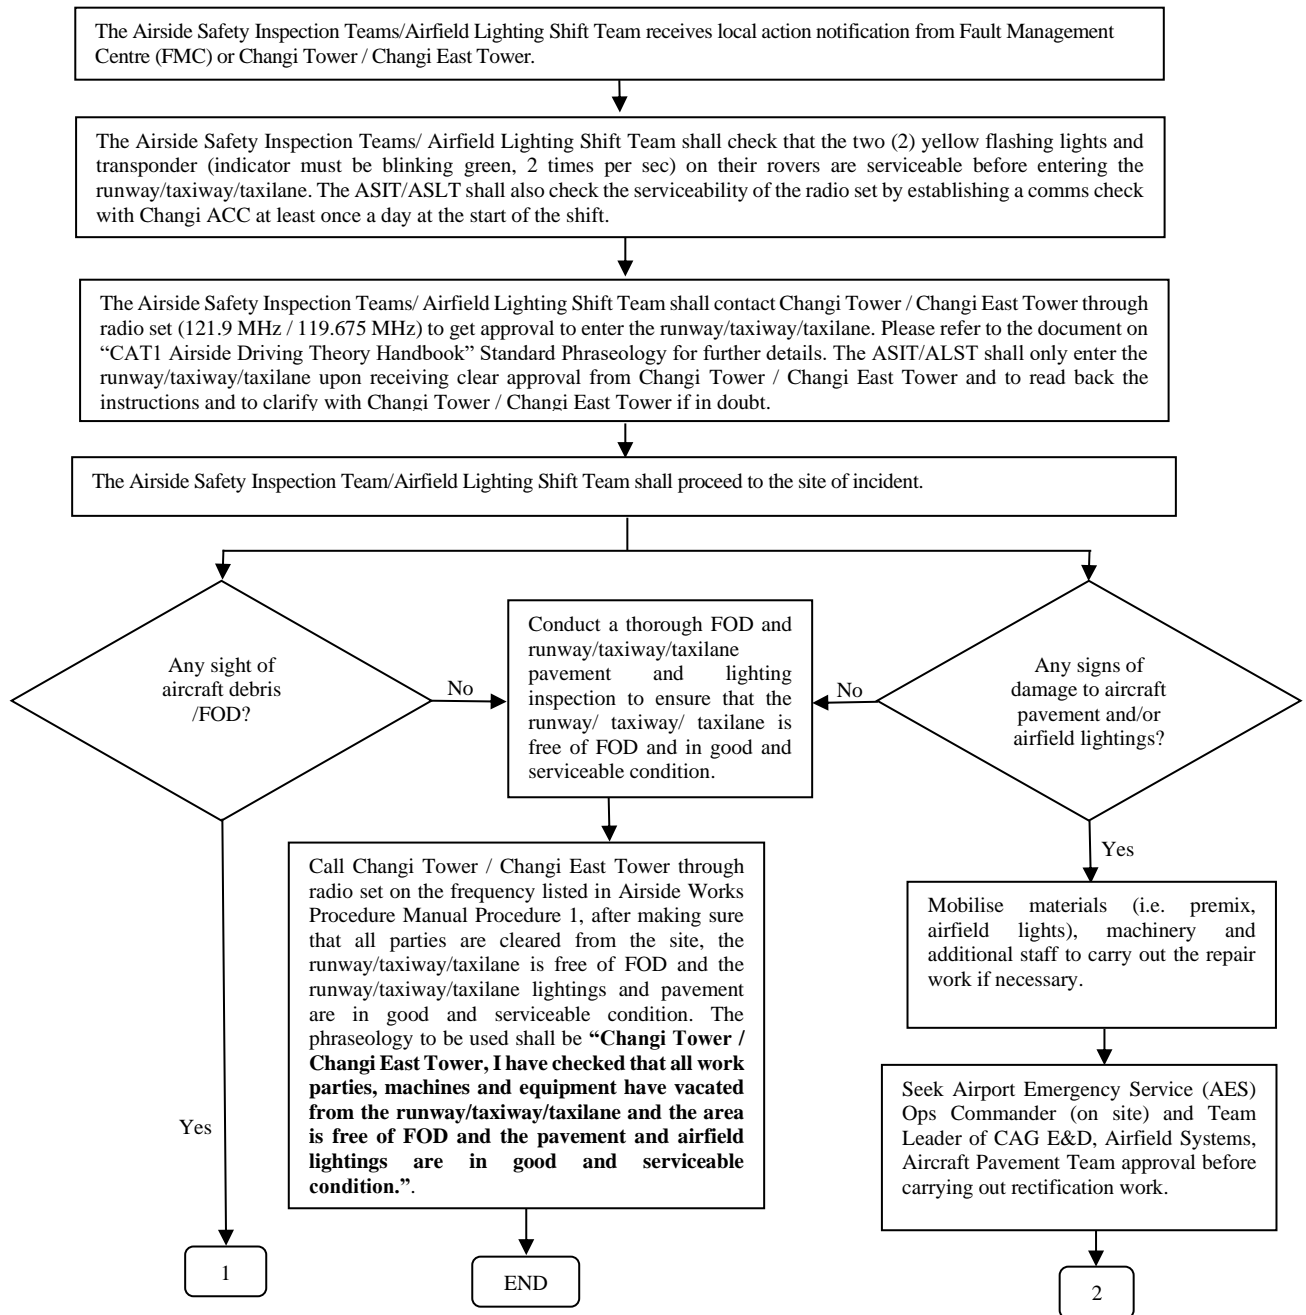 The Airside Safety Inspection Teams/Airfield Lighting Shift Team receives local action notification from Fault Management
Centre (FMC) or Changi Tower / Changi East Tower.
The Airside Safety Inspection Teams/ Airfield Lighting Shift Team shall check that the two (2) yellow flashing lights and
transponder (indicator must be blinking green, 2 times per sec) on their rovers are serviceable before entering the
runway/taxiway/taxilane. The ASIT/ASLT shall also check the serviceability of the radio set by establishing a comms check
with Changi ACC at least once a day at the start of the shift.
The Airside Safety Inspection Teams/ Airfield Lighting Shift Team shall contact Changi Tower / Changi East Tower through
radio set (121.9 MHz / 119.675 MHz) to get approval to enter the runway/taxiway/taxilane. Please refer to the document on
“CAT1 Airside Driving Theory Handbook” Standard Phraseology for further details. The ASIT/ALST shall only enter the
runway/taxiway/taxilane upon receiving clear approval from Changi Tower / Changi East Tower and to read back the
instructions and to clarify with Changi Tower / Changi East Tower if in doubt.
The Airside Safety Inspection Team/Airfield Lighting Shift Team shall proceed to the site of incident.
Any sight of
aircraft debris
/FOD?
No
Conduct a thorough FOD and
runway/taxiway/taxilane
pavement and lighting
inspection to ensure that the
runway/ taxiway/ taxilane is
free of FOD and in good and
serviceable condition.
No
Any signs of
damage to aircraft
pavement and/or
airfield lightings?
Yes
Call Changi Tower / Changi East Tower through
radio set on the frequency listed in Airside Works
Procedure Manual Procedure 1, after making sure
that all parties are cleared from the site, the
runway/taxiway/taxilane is free of FOD and the
runway/taxiway/taxilane lightings and pavement
are in good and serviceable condition. The
phraseology to be used shall be “Changi Tower /
Changi East Tower, I have checked that all work
parties, machines and equipment have vacated
from the runway/taxiway/taxilane and the area
is free of FOD and the pavement and airfield
lightings are in good and serviceable
condition.”.
Yes
Mobilise materials (i.e. premix,
airfield lights), machinery and
additional staff to carry out the repair
work if necessary.
Seek Airport Emergency Service (AES)
Ops Commander (on site) and Team
Leader of CAG E&D, Airfield Systems,
Aircraft Pavement Team approval before
carrying out rectification work.
1
END
2